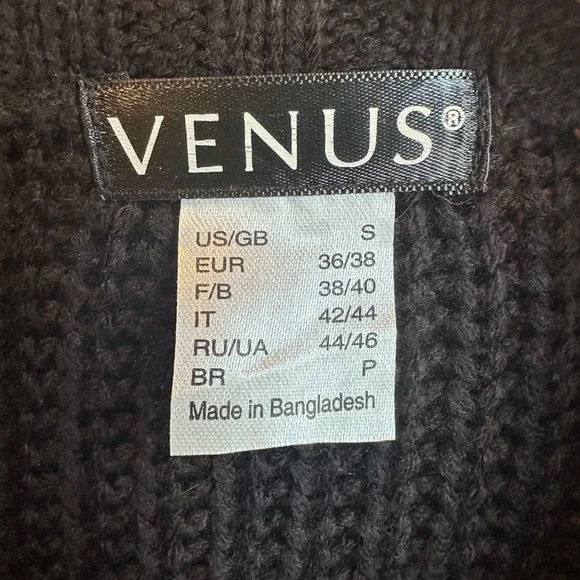 VENUS®
US/GB S
EUR 36/38
F/B 38/40
IT 42/44
RU/UA 44/46
BR P
Made in Bangladesh